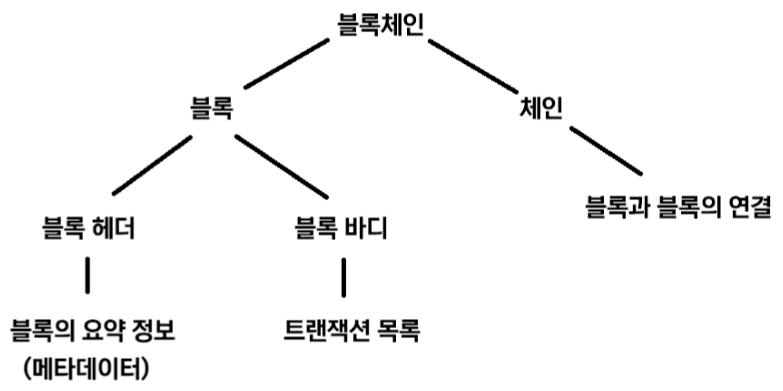 블록체인
블록
체인
블록 헤더
블록 바디
블록과 블록의 연결
블록의 요약 정보
(메타데이터)
트랜잭션 목록